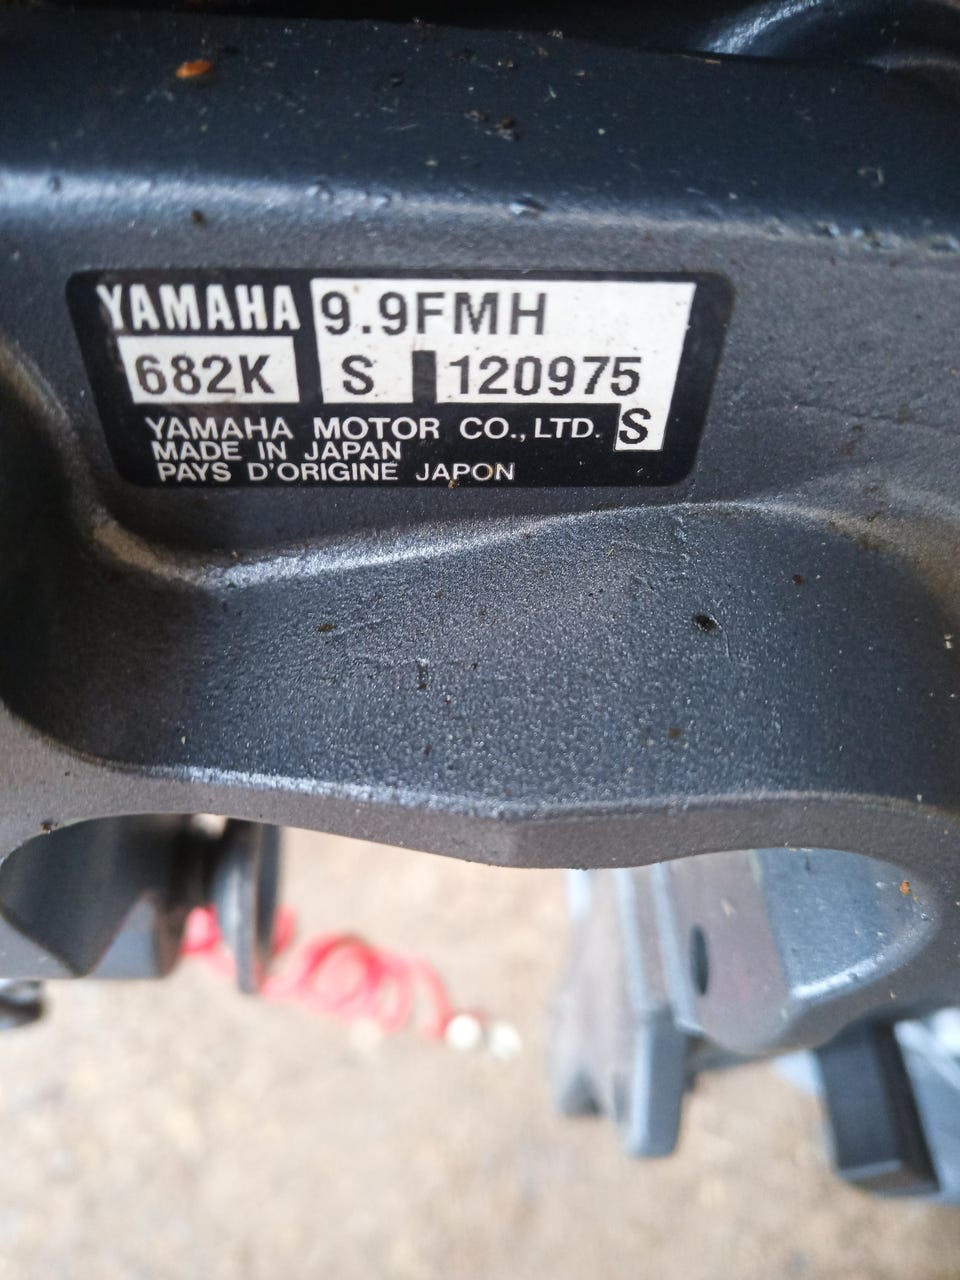 YAMAHA 9.9FMH
682K S 120975
YAMAHA MOTOR CO., LTD. S
MADE IN JAPAN
PAYS D'ORIGINE JAPON